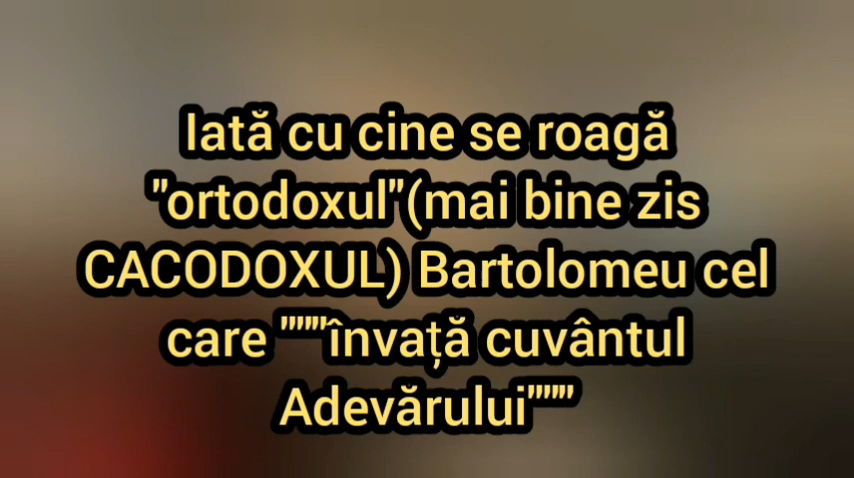 Iată cu cine se roagă
"ortodoxul"(mai bine zis
CACODOXUL) Bartolomeu cel
care """învață cuvântul
Adevărului"""